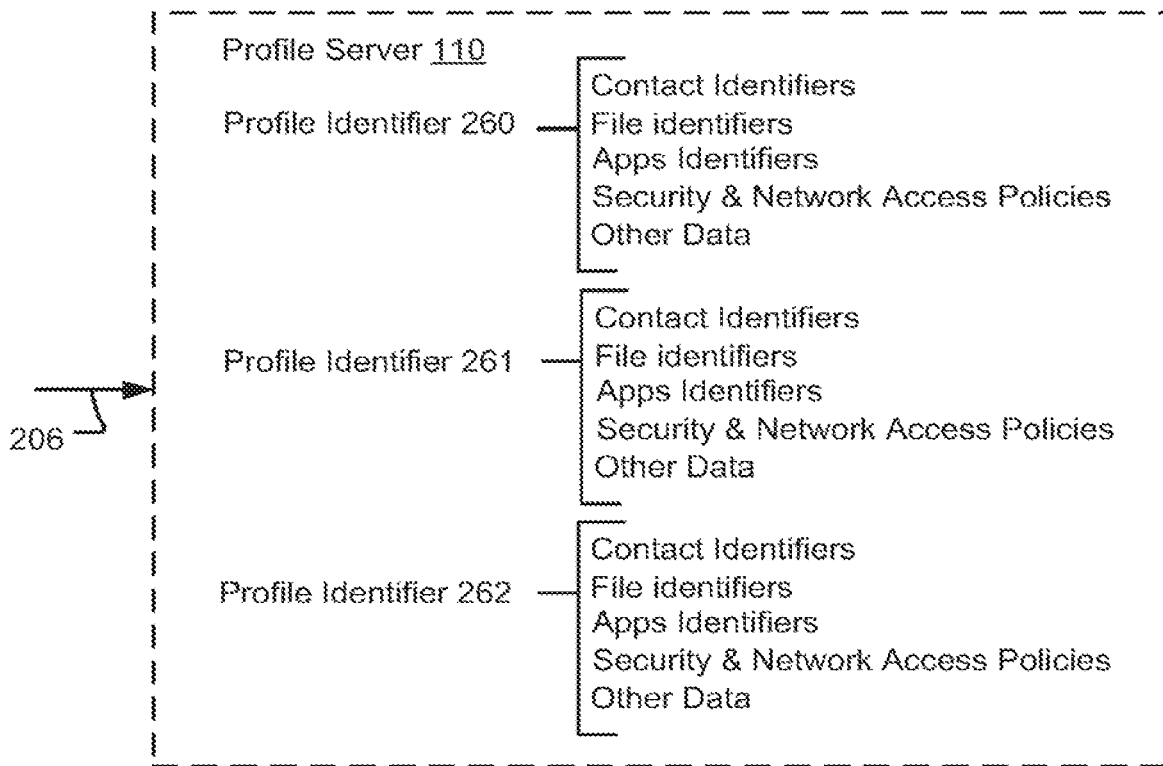 Profile Server 110
Profile Identifier 260
Contact Identifiers
File identifiers
Apps Identifiers
Security & Network Access Policies
Other Data
Profile Identifier 261
Contact Identifiers
File identifiers
Apps Identifiers
Security & Network Access Policies
Other Data
206
Profile Identifier 262
Contact Identifiers
File identifiers
Apps Identifiers
Security & Network Access Policies
Other Data